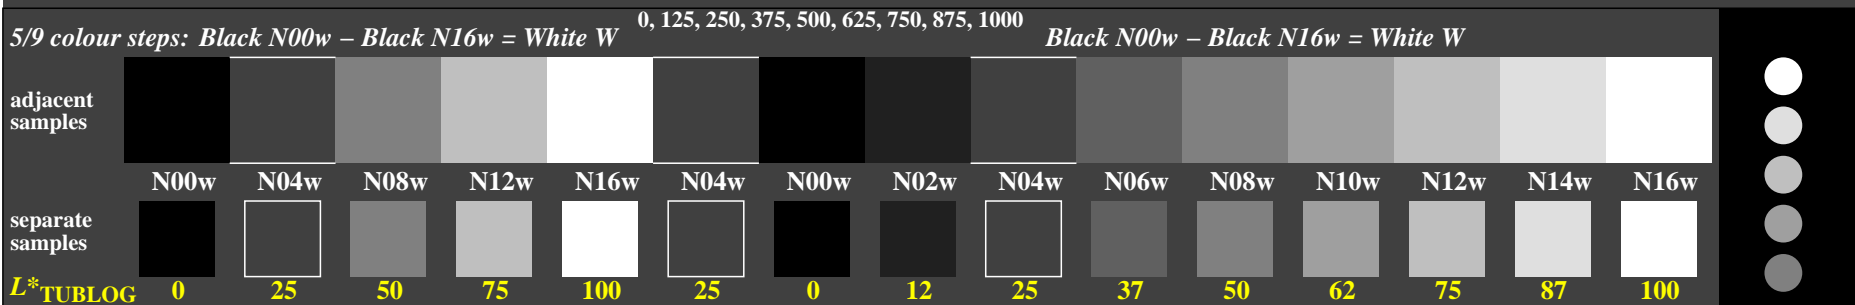 0, 125, 250, 375, 500, 625, 750, 875, 1000
5/9 colour steps: Black N00w – Black N16w = White W Black N00w – Black N16w = White W
adjacent
samples
N00w N04w N08w N12w N16w N04w N00w N02w N04w N06w N08w N10w N12w N14w N16w
separate
samples
L*TUBLOG 0 25 50 75 100 25 0 12 25 37 50 62 75 87 100